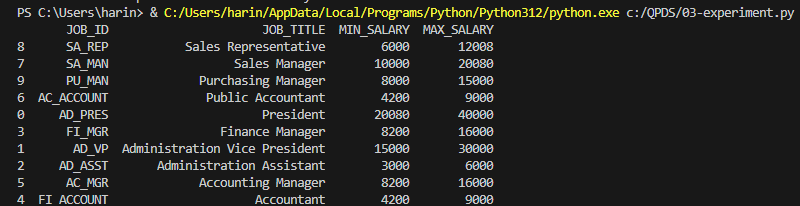 PS C:\Users\harin> & C:/Users/harin/AppData/Local/Programs/Python/Python312/python.exe c:/QPDS/03-experiment.py
JOB_ID JOB_TITLE MIN_SALARY MAX_SALARY
8 SA_REP Sales Representative 6000 12008
7 SA_MAN Sales Manager 10000 20080
9 PU_MAN Purchasing Manager 8000 15000
6 AC_ACCOUNT Public Accountant 4200 9000
0 AD_PRES President 20080 40000
3 FI_MGR Finance Manager 8200 16000
1 AD_VP Administration Vice President 15000 30000
2 AD_ASST Administration Assistant 3000 6000
5 AC_MGR Accounting Manager 8200 16000
4 FI_ACCOUNT Accountant 4200 9000